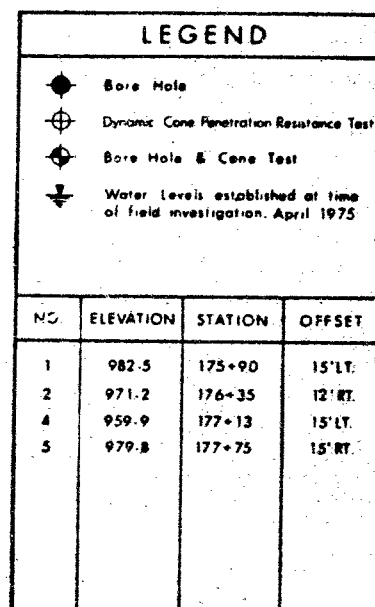 LEGEND
Bore Hole
Dynamic Cone Penetration Resistance Test
Bore Hole & Cone Test
Water Levels established at time
of field investigation. April 1975
NO. ELEVATION STATION OFFSET
1 982.5 175+90 15' LT.
2 971.2 176+35 12' RT.
4 959.9 177+13 15' LT.
5 979.8 177+75 15' RT.